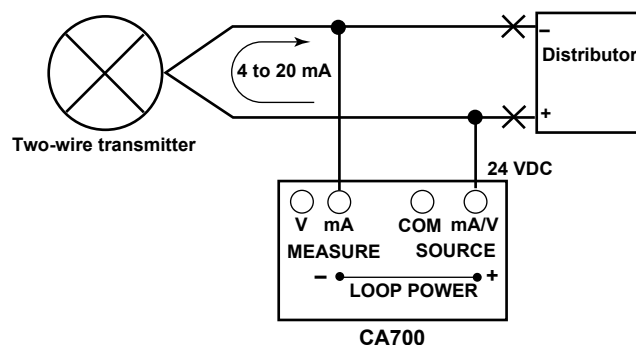 −
Distributor
4 to 20 mA
+
Two-wire transmitter
24 VDC
V mA COM mA/V
MEASURE SOURCE
− +
LOOP POWER
CA700